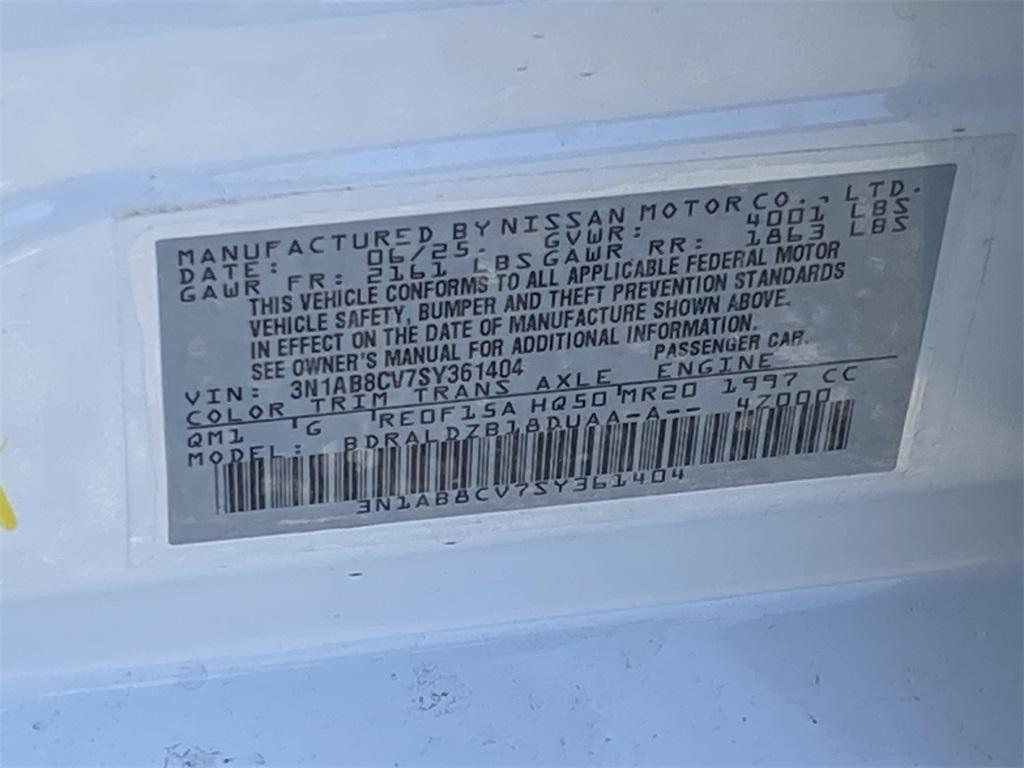 MANUFACTURED BY NISSAN MOTOR CO., LTD.
DATE: 06/25. GVWR: 4001 LBS
GAWR FR: 2161 LBS GAWR RR: 1863 LBS
THIS VEHICLE CONFORMS TO ALL APPLICABLE FEDERAL MOTOR
VEHICLE SAFETY, BUMPER AND THEFT PREVENTION STANDARDS
IN EFFECT ON THE DATE OF MANUFACTURE SHOWN ABOVE.
SEE OWNER'S MANUAL FOR ADDITIONAL INFORMATION.
VIN: 3N1AB8CV7SY361404 PASSENGER CAR.
COLOR TRIM TRANS AXLE ENGINE
QM1 G RE0F15A HQ50 MR20 1997 CC
MODEL: BDRALDZB18DUAA-A-- 47000
3N1AB8CV7SY361404